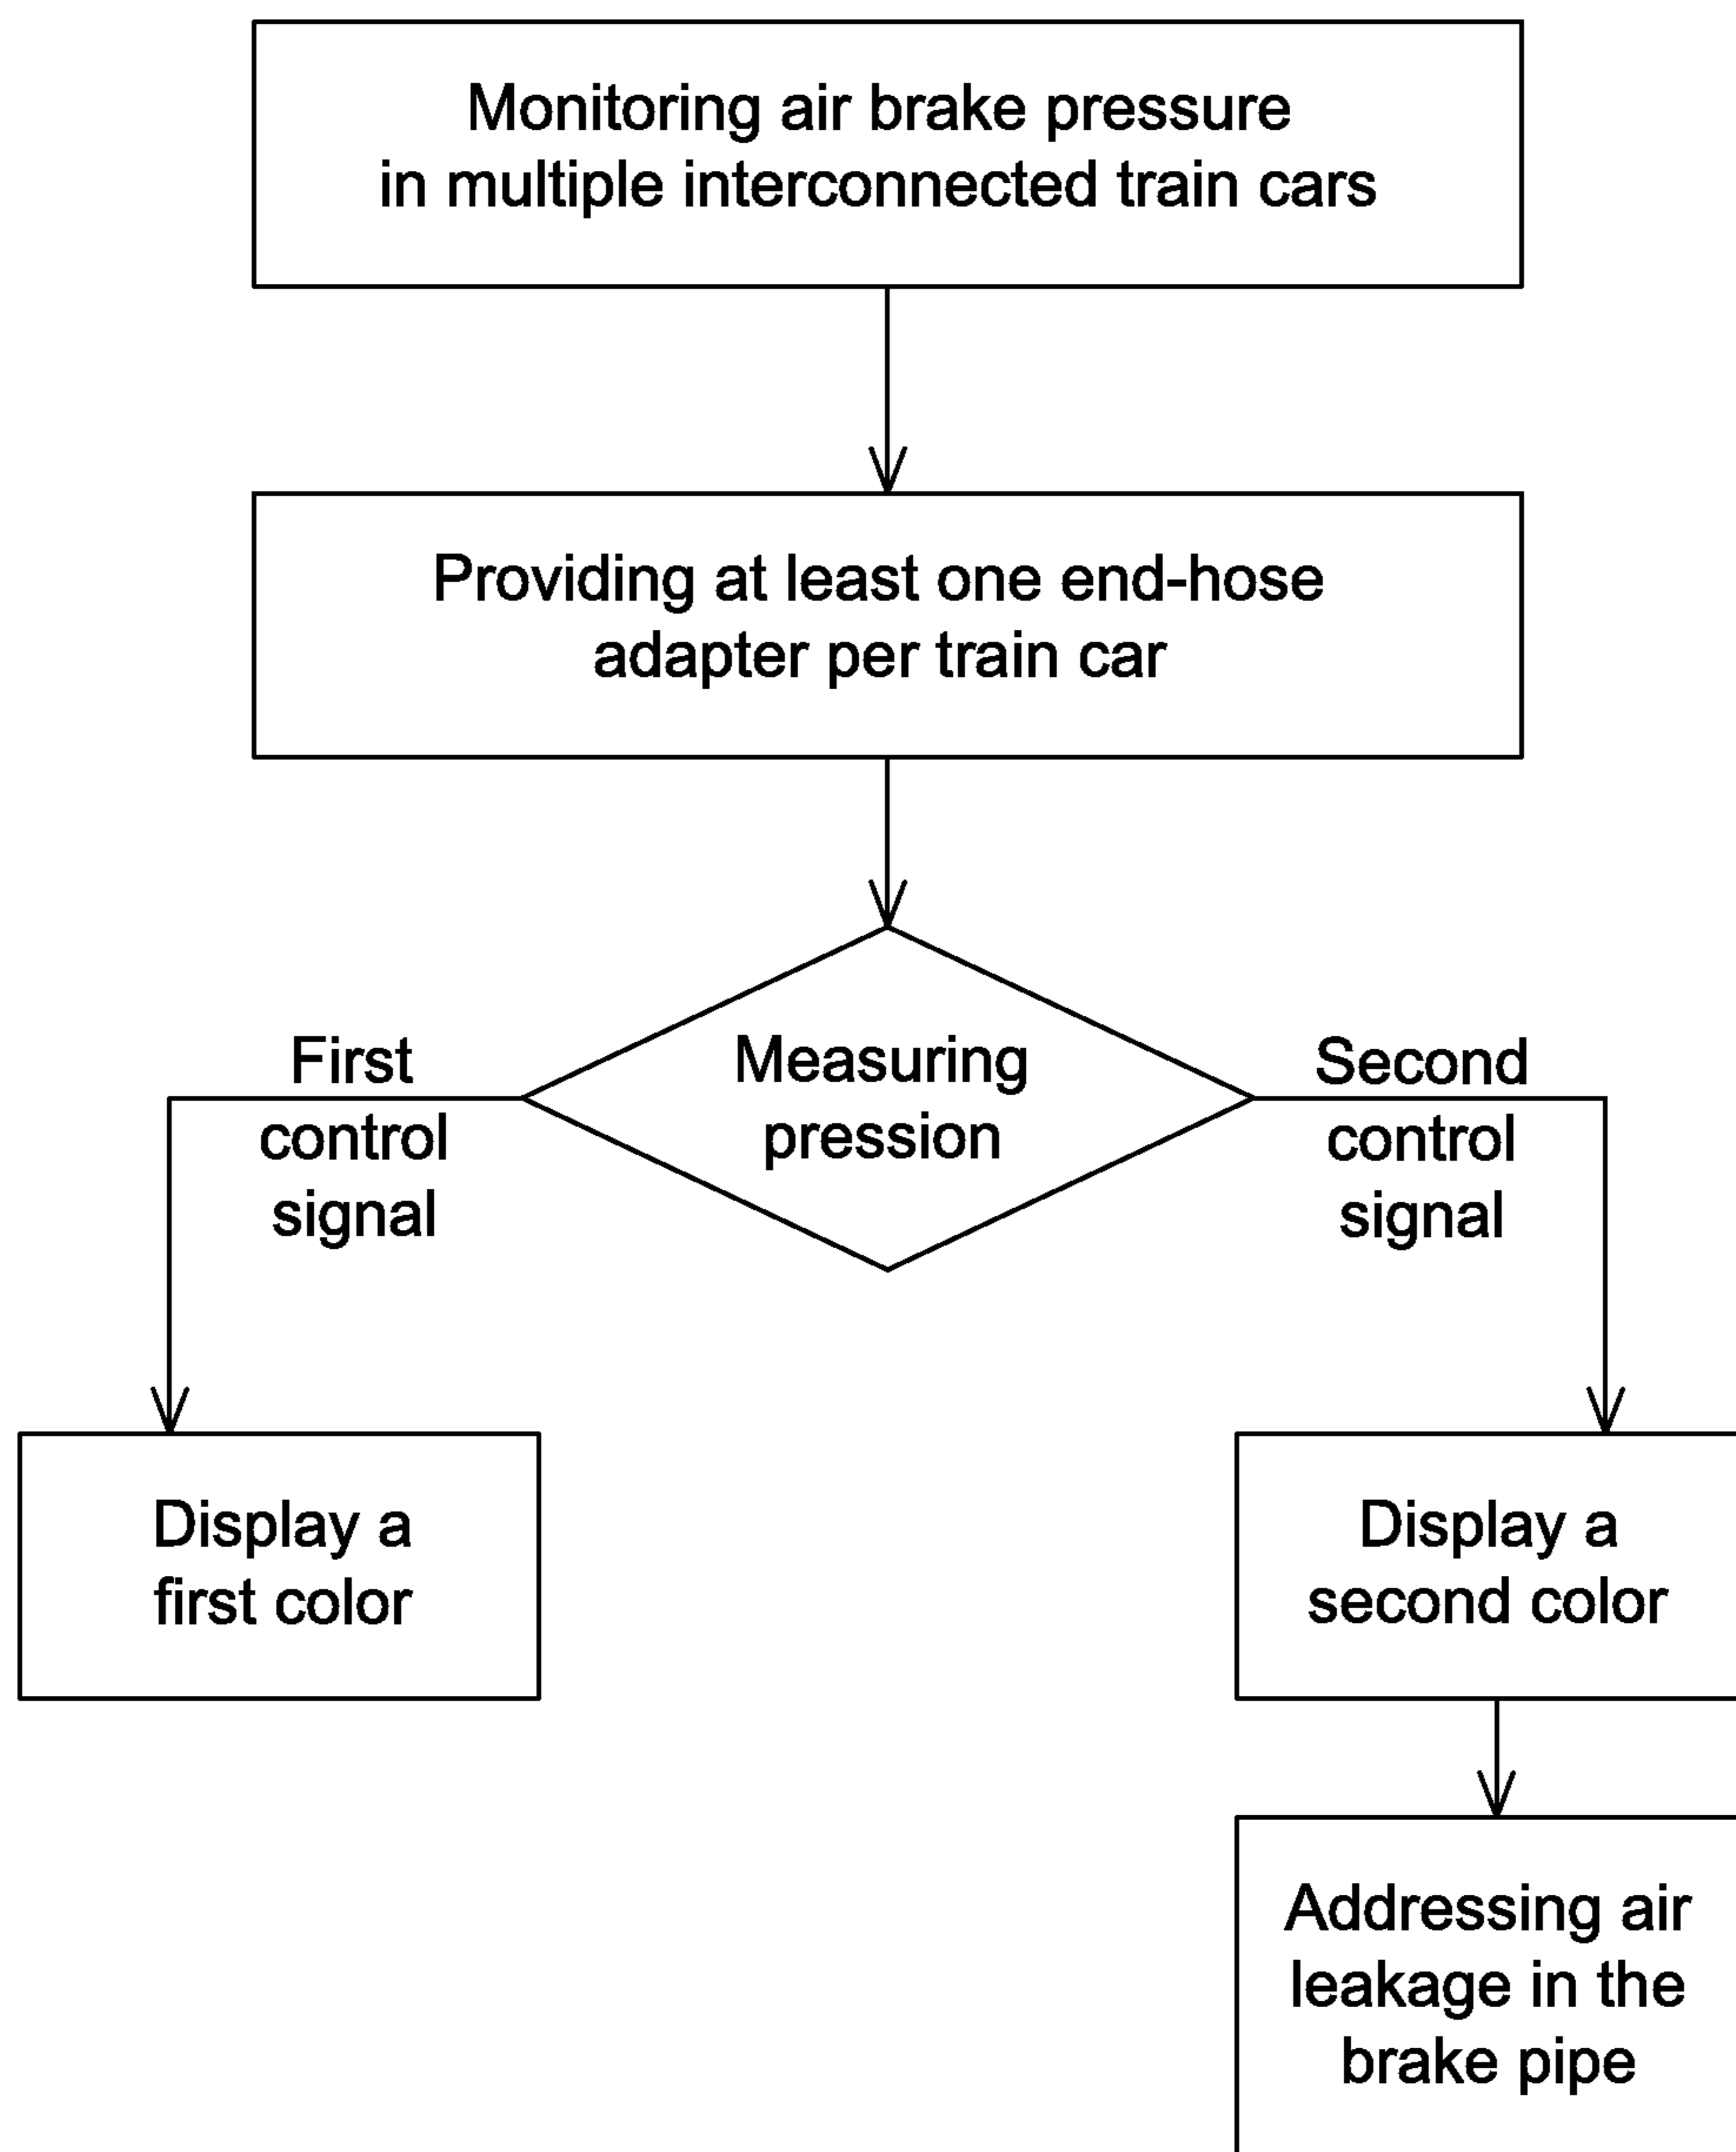 Monitoring air brake pressure
in multiple interconnected train cars
Providing at least one end-hose
adapter per train car
Measuring
pression
First
control
signal
Second
control
signal
Display a
first color
Display a
second color
Addressing air
leakage in the
brake pipe